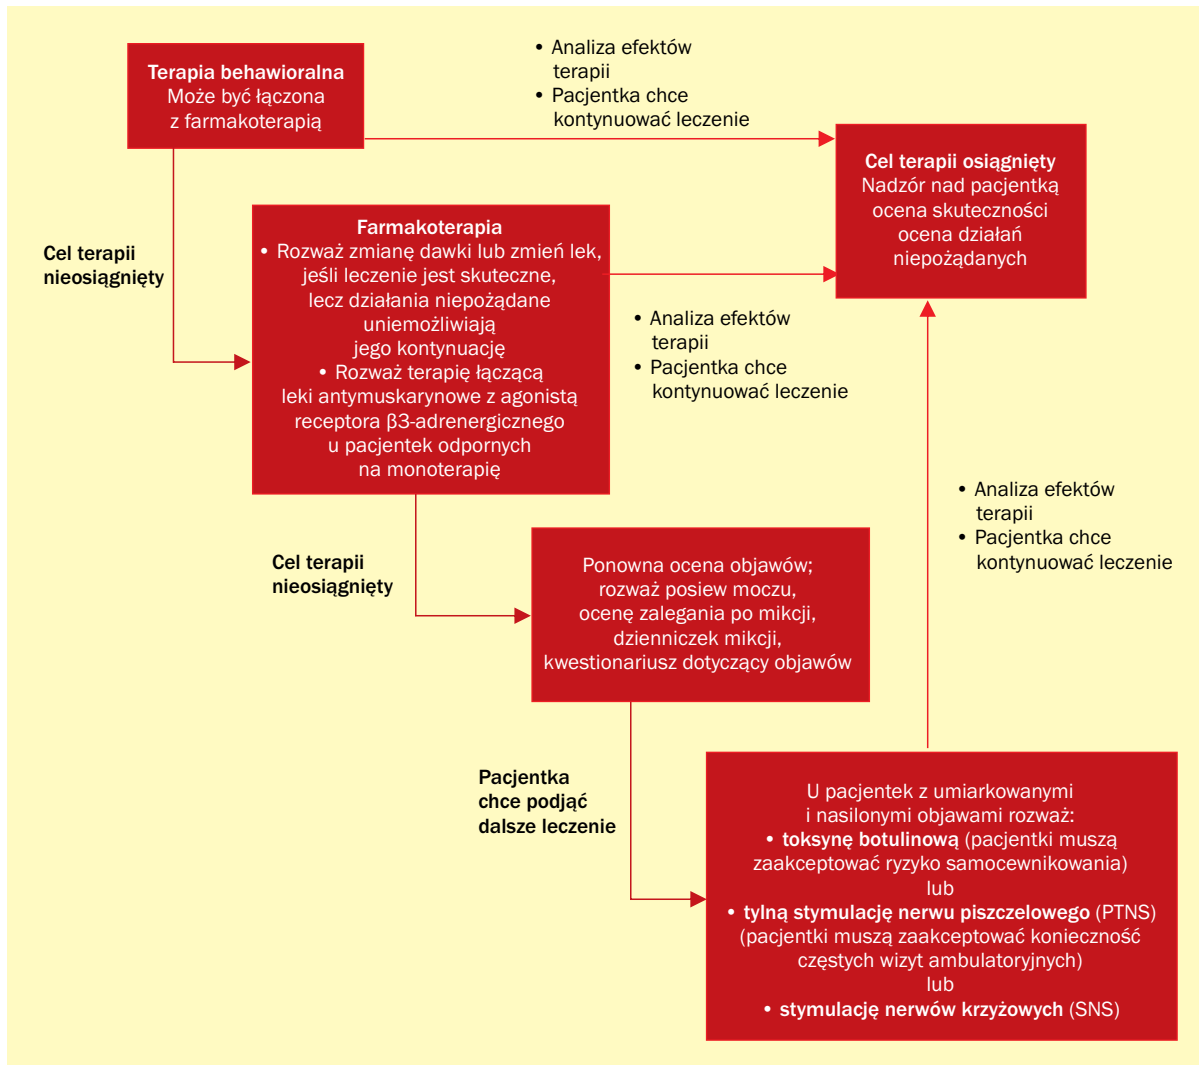 Terapia behawioralna
Może być łączona
z farmakoterapią
• Analiza efektów
terapii
• Pacjentka chce
kontynuować leczenie
Cel terapii osiągnięty
Nadzór nad pacjentką
ocena skuteczności
ocena działań
niepożądanych
Cel terapii
nieosiągnięty
Farmakoterapia
• Rozważ zmianę dawki lub zmień lek,
jeśli leczenie jest skuteczne,
lecz działania niepożądane
uniemożliwiają
jego kontynuację
• Rozważ terapię łączącą
leki antymuskarynowe z agonistą
receptora β3-adrenergicznego
u pacjentek odpornych
na monoterapię
• Analiza efektów
terapii
• Pacjentka chce
kontynuować leczenie
Cel terapii
nieosiągnięty
Ponowna ocena objawów;
rozważ posiew moczu,
ocenę zalegania po mikcji,
dzienniczek mikcji,
kwestionariusz dotyczący objawów
• Analiza efektów
terapii
• Pacjentka chce
kontynuować leczenie
Pacjentka
chce podjąć
dalsze leczenie
U pacjentek z umiarkowanymi
i nasilonymi objawami rozważ:
• toksynę botulinową (pacjentki muszą
zaakceptować ryzyko samocewnikowania)
lub
• tylną stymulację nerwu piszczelowego (PTNS)
(pacjentki muszą zaakceptować konieczność
częstych wizyt ambulatoryjnych)
lub
• stymulację nerwów krzyżowych (SNS)